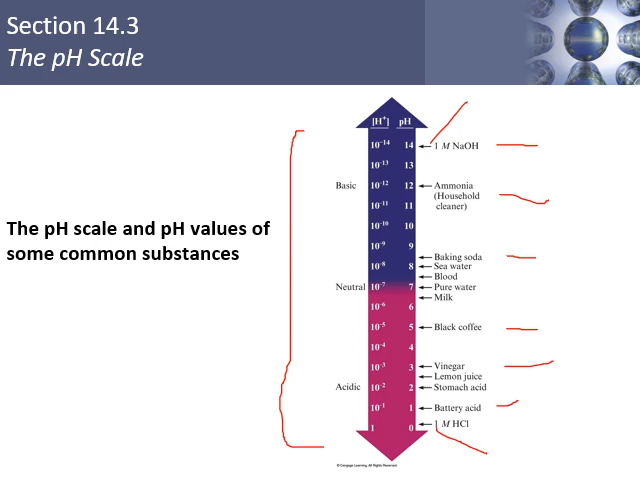 Section 14.3
The pH Scale
The pH scale and pH values of
some common substances
[H⁺] pH
10⁻¹⁴ 14 1 M NaOH
10⁻¹³ 13
Basic 10⁻¹² 12 Ammonia
(Household
cleaner)
10⁻¹¹ 11
10⁻¹⁰ 10
10⁻⁹ 9
Baking soda
10⁻⁸ 8 Sea water
Blood
Neutral 10⁻⁷ 7 Pure water
Milk
10⁻⁶ 6
10⁻⁵ 5 Black coffee
10⁻⁴ 4
10⁻³ 3 Vinegar
Lemon juice
Acidic 10⁻² 2 Stomach acid
10⁻¹ 1 Battery acid
1 0 1 M HCl
© Cengage Learning. All Rights Reserved.